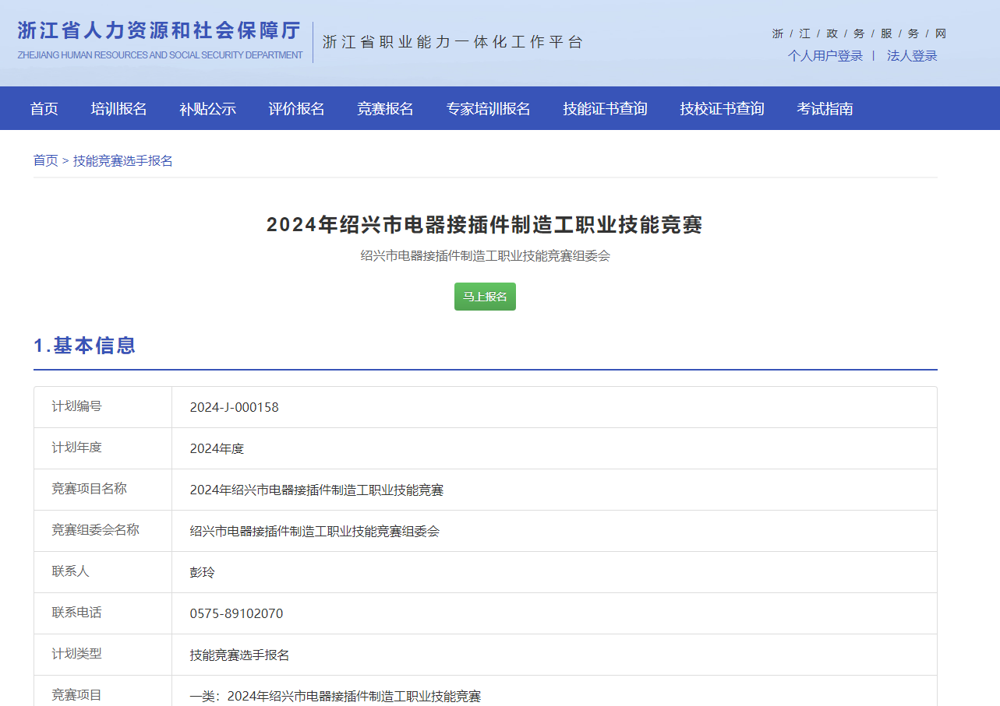 浙江省人力资源和社会保障厅
ZHEJIANG HUMAN RESOURCES AND SOCIAL SECURITY DEPARTMENT
浙江省职业能力一体化工作平台
浙 / 江 / 政 / 务 / 服 / 务 / 网
个人用户登录 | 法人登录
首页 培训报名 补贴公示 评价报名 竞赛报名 专家培训报名 技能证书查询 技校证书查询 考试指南
首页 > 技能竞赛选手报名
2024年绍兴市电器接插件制造工职业技能竞赛
绍兴市电器接插件制造工职业技能竞赛组委会
马上报名
1.基本信息
计划编号 2024-J-000158
计划年度 2024年度
竞赛项目名称 2024年绍兴市电器接插件制造工职业技能竞赛
竞赛组委会名称 绍兴市电器接插件制造工职业技能竞赛组委会
联系人 彭玲
联系电话 0575-89102070
计划类型 技能竞赛选手报名
竞赛项目 一类：2024年绍兴市电器接插件制造工职业技能竞赛